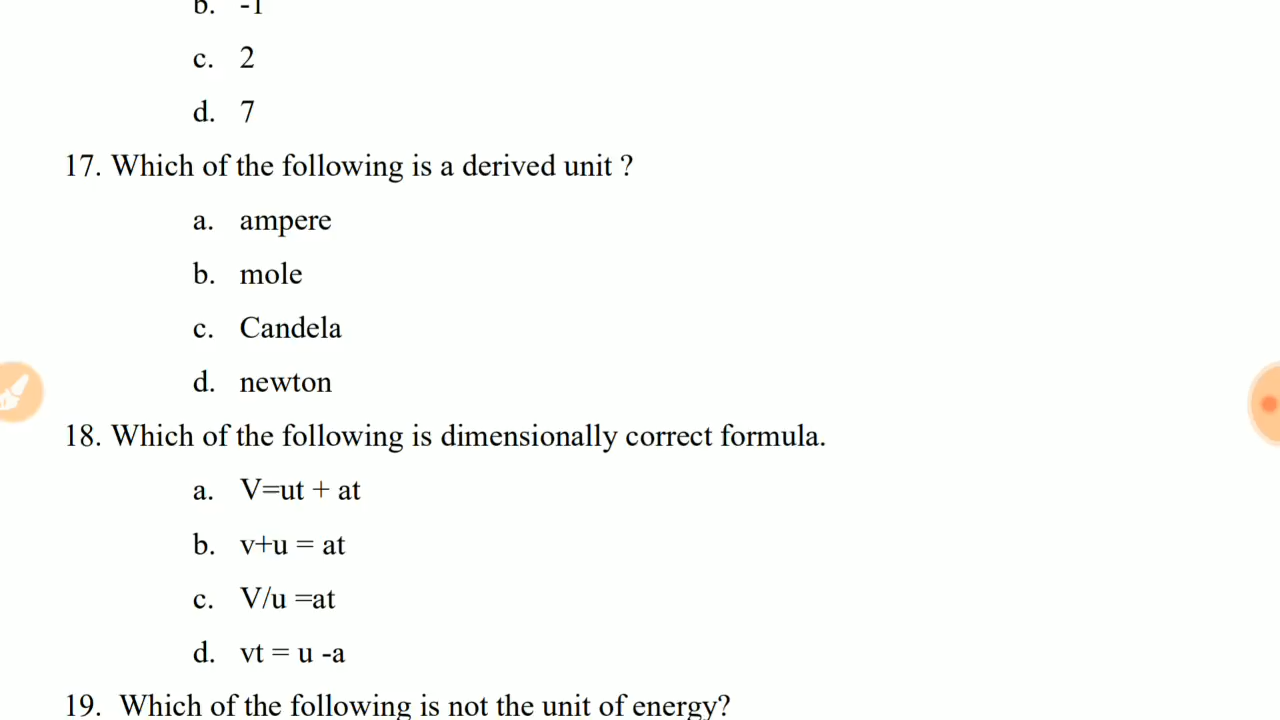 b. -1
c. 2
d. 7
17. Which of the following is a derived unit ?
a. ampere
b. mole
c. Candela
d. newton
18. Which of the following is dimensionally correct formula.
a. V=ut + at
b. v+u = at
c. V/u =at
d. vt = u -a
19. Which of the following is not the unit of energy?